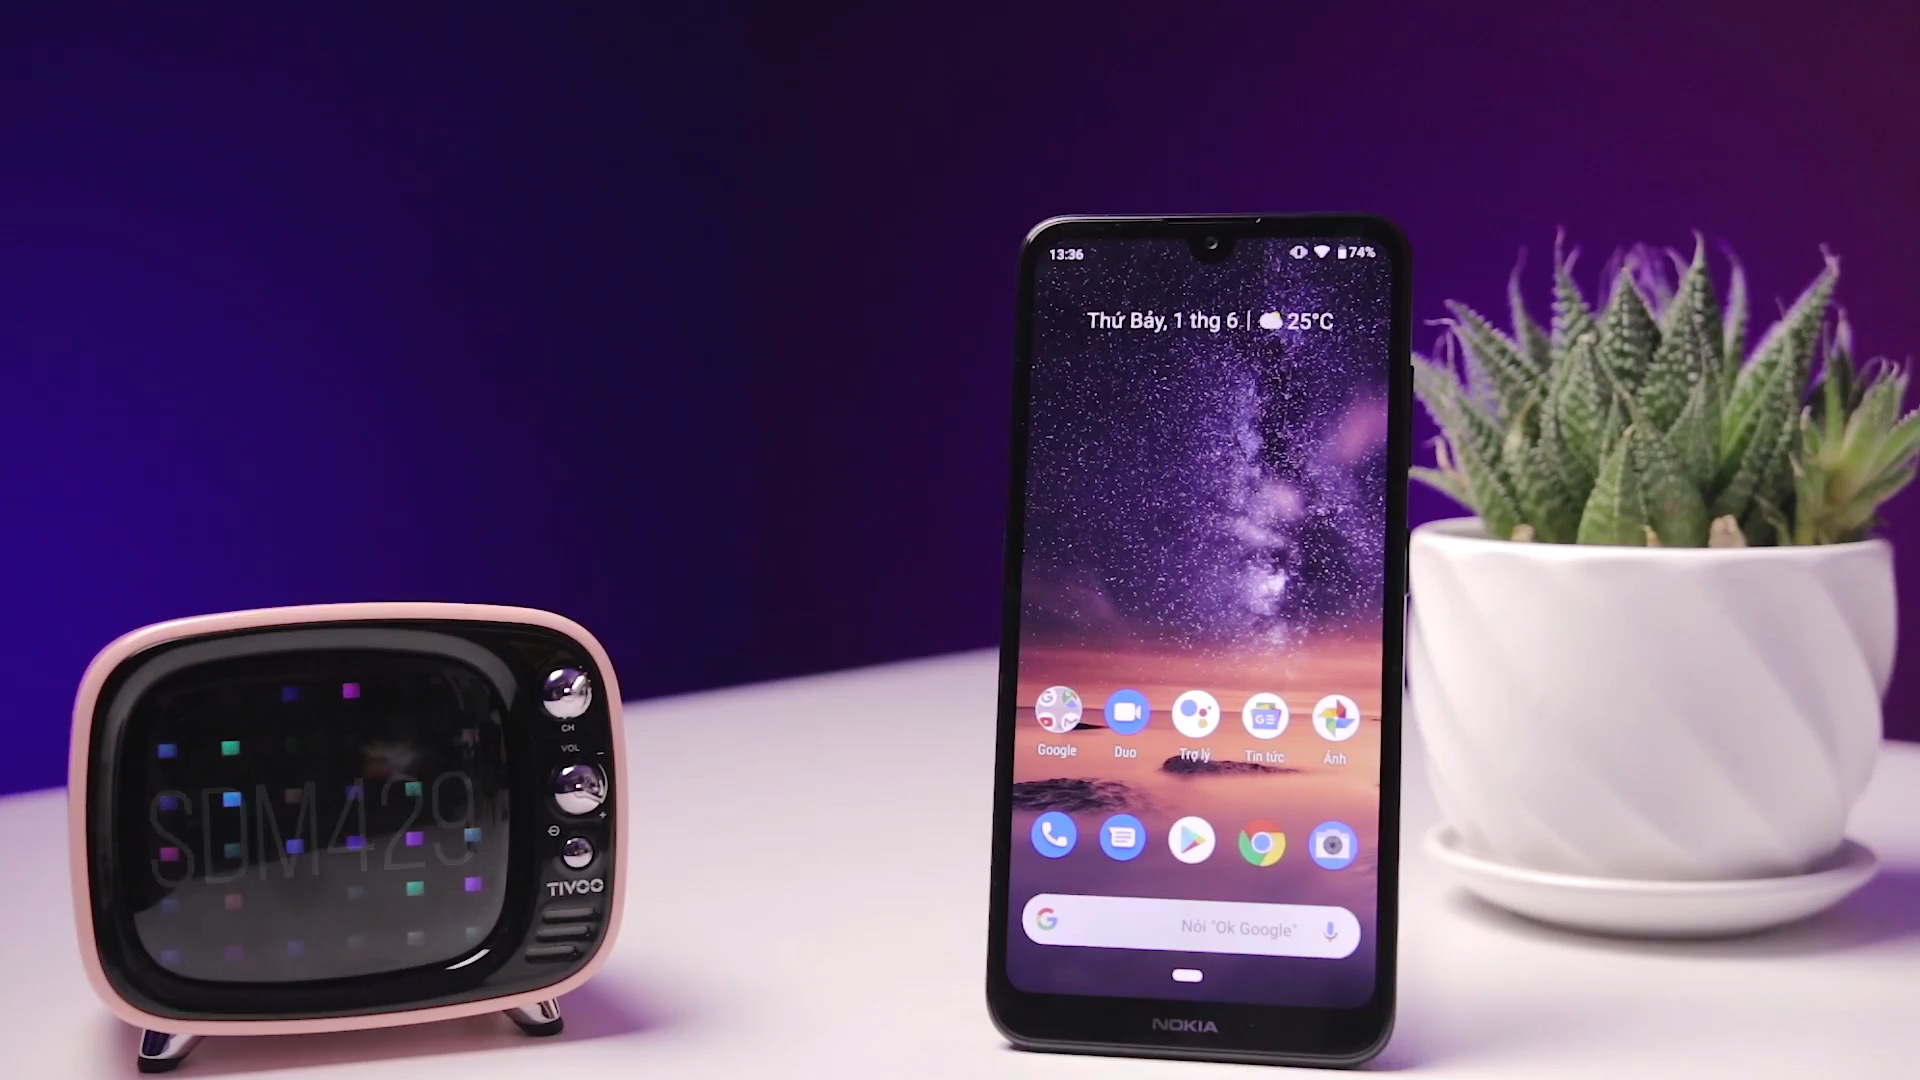 13:36
74%
Thứ Bảy, 1 thg 6 | 25°C
Google
Duo
Trợ lý
Tin tức
Ảnh
Nói "Ok Google"
NOKIA
CH
VOL
−
+
TIVOO
SDM429